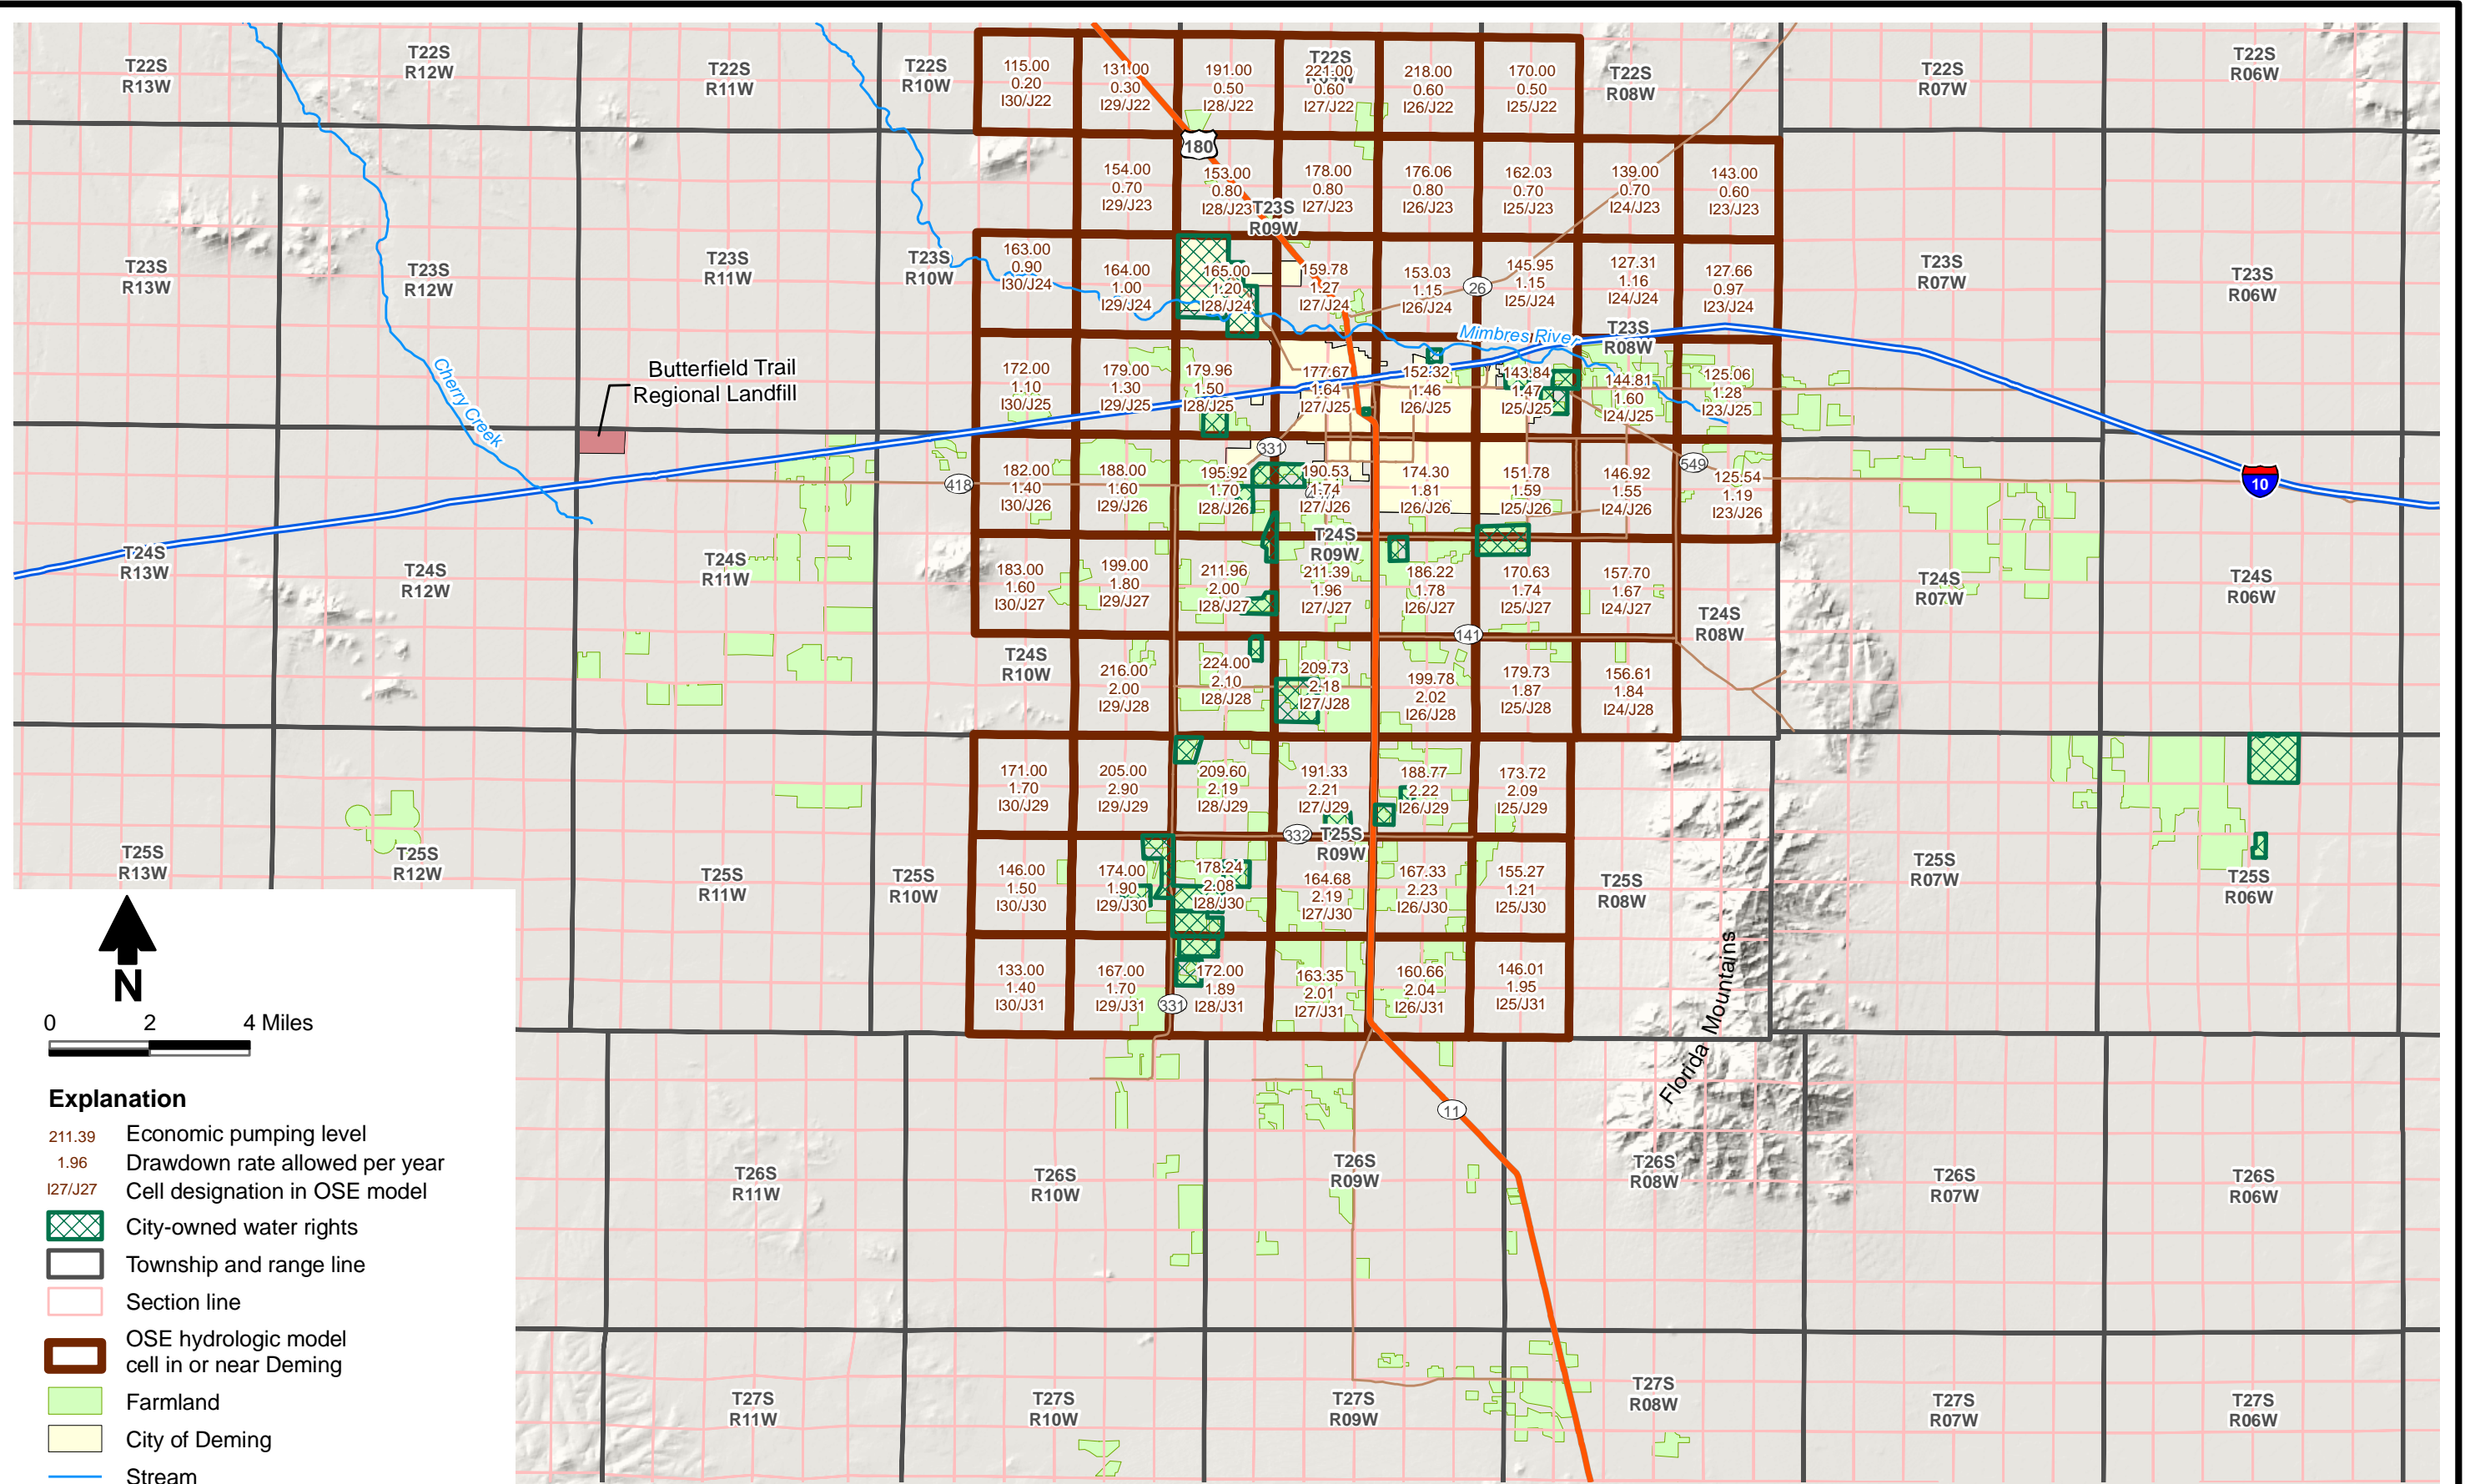 T22S
R13W
T22S
R12W
T22S
R11W
T22S
R10W
115.00
0.20
I30/J22
131.00
0.30
I29/J22
191.00
0.50
I28/J22
T22S
221.00
0.60
I27/J22
218.00
0.60
I26/J22
170.00
0.50
I25/J22
T22S
R08W
T22S
R07W
T22S
R06W
180
154.00
0.70
I29/J23
153.00
0.80
I28/J23
178.00
0.80
I27/J23
176.06
0.80
I26/J23
162.03
0.70
I25/J23
139.00
0.70
I24/J23
143.00
0.60
I23/J23
T23S
R09W
T23S
R13W
T23S
R12W
T23S
R11W
T23S
R10W
163.00
0.90
I30/J24
164.00
1.00
I29/J24
165.00
1.20
I28/J24
159.78
1.27
I27/J24
153.03
1.15
I26/J24
26
145.95
1.15
I25/J24
127.31
1.16
I24/J24
127.66
0.97
I23/J24
T23S
R07W
T23S
R06W
Mimbres River
T23S
R08W
Cherry Creek
Butterfield Trail
Regional Landfill
172.00
1.10
I30/J25
179.00
1.30
I29/J25
179.96
1.50
I28/J25
177.67
1.64
I27/J25
152.32
1.46
I26/J25
143.84
1.47
I25/J25
144.81
1.60
I24/J25
125.06
1.28
I23/J25
331
418
182.00
1.40
I30/J26
188.00
1.60
I29/J26
195.92
1.70
I28/J26
190.53
1.74
I27/J26
174.30
1.81
I26/J26
151.78
1.59
I25/J26
146.92
1.55
I24/J26
549
125.54
1.19
I23/J26
10
T24S
R13W
T24S
R12W
T24S
R11W
183.00
1.60
I30/J27
199.00
1.80
I29/J27
211.96
2.00
I28/J27
T24S
R09W
211.39
1.96
I27/J27
186.22
1.78
I26/J27
170.63
1.74
I25/J27
157.70
1.67
I24/J27
T24S
R08W
T24S
R07W
T24S
R06W
141
T24S
R10W
216.00
2.00
I29/J28
224.00
2.10
I28/J28
209.73
2.18
I27/J28
199.78
2.02
I26/J28
179.73
1.87
I25/J28
156.61
1.84
I24/J28
171.00
1.70
I30/J29
205.00
2.90
I29/J29
209.60
2.19
I28/J29
191.33
2.21
I27/J29
188.77
2.22
I26/J29
173.72
2.09
I25/J29
332
T25S
R09W
T25S
R13W
T25S
R12W
T25S
R11W
T25S
R10W
146.00
1.50
I30/J30
174.00
1.90
I29/J30
178.24
2.08
I28/J30
164.68
2.19
I27/J30
167.33
2.23
I26/J30
155.27
1.21
I25/J30
T25S
R08W
T25S
R07W
T25S
R06W
133.00
1.40
I30/J31
167.00
1.70
I29/J31
331
172.00
1.89
I28/J31
163.35
2.01
I27/J31
160.66
2.04
I26/J31
146.01
1.95
I25/J31
Florida Mountains
11
T26S
R11W
T26S
R10W
T26S
R09W
T26S
R08W
T26S
R07W
T26S
R06W
T27S
R11W
T27S
R10W
T27S
R09W
T27S
R08W
T27S
R07W
T27S
R06W
N
0 2 4 Miles
Explanation
211.39 Economic pumping level
1.96 Drawdown rate allowed per year
I27/J27 Cell designation in OSE model
City-owned water rights
Township and range line
Section line
OSE hydrologic model
cell in or near Deming
Farmland
City of Deming
Stream